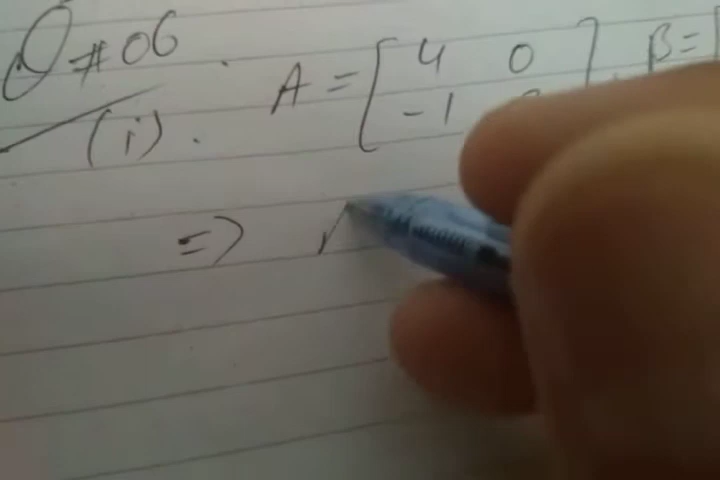 Q#06. A = [ 4 0 ] , B = [
(i). -1
=>